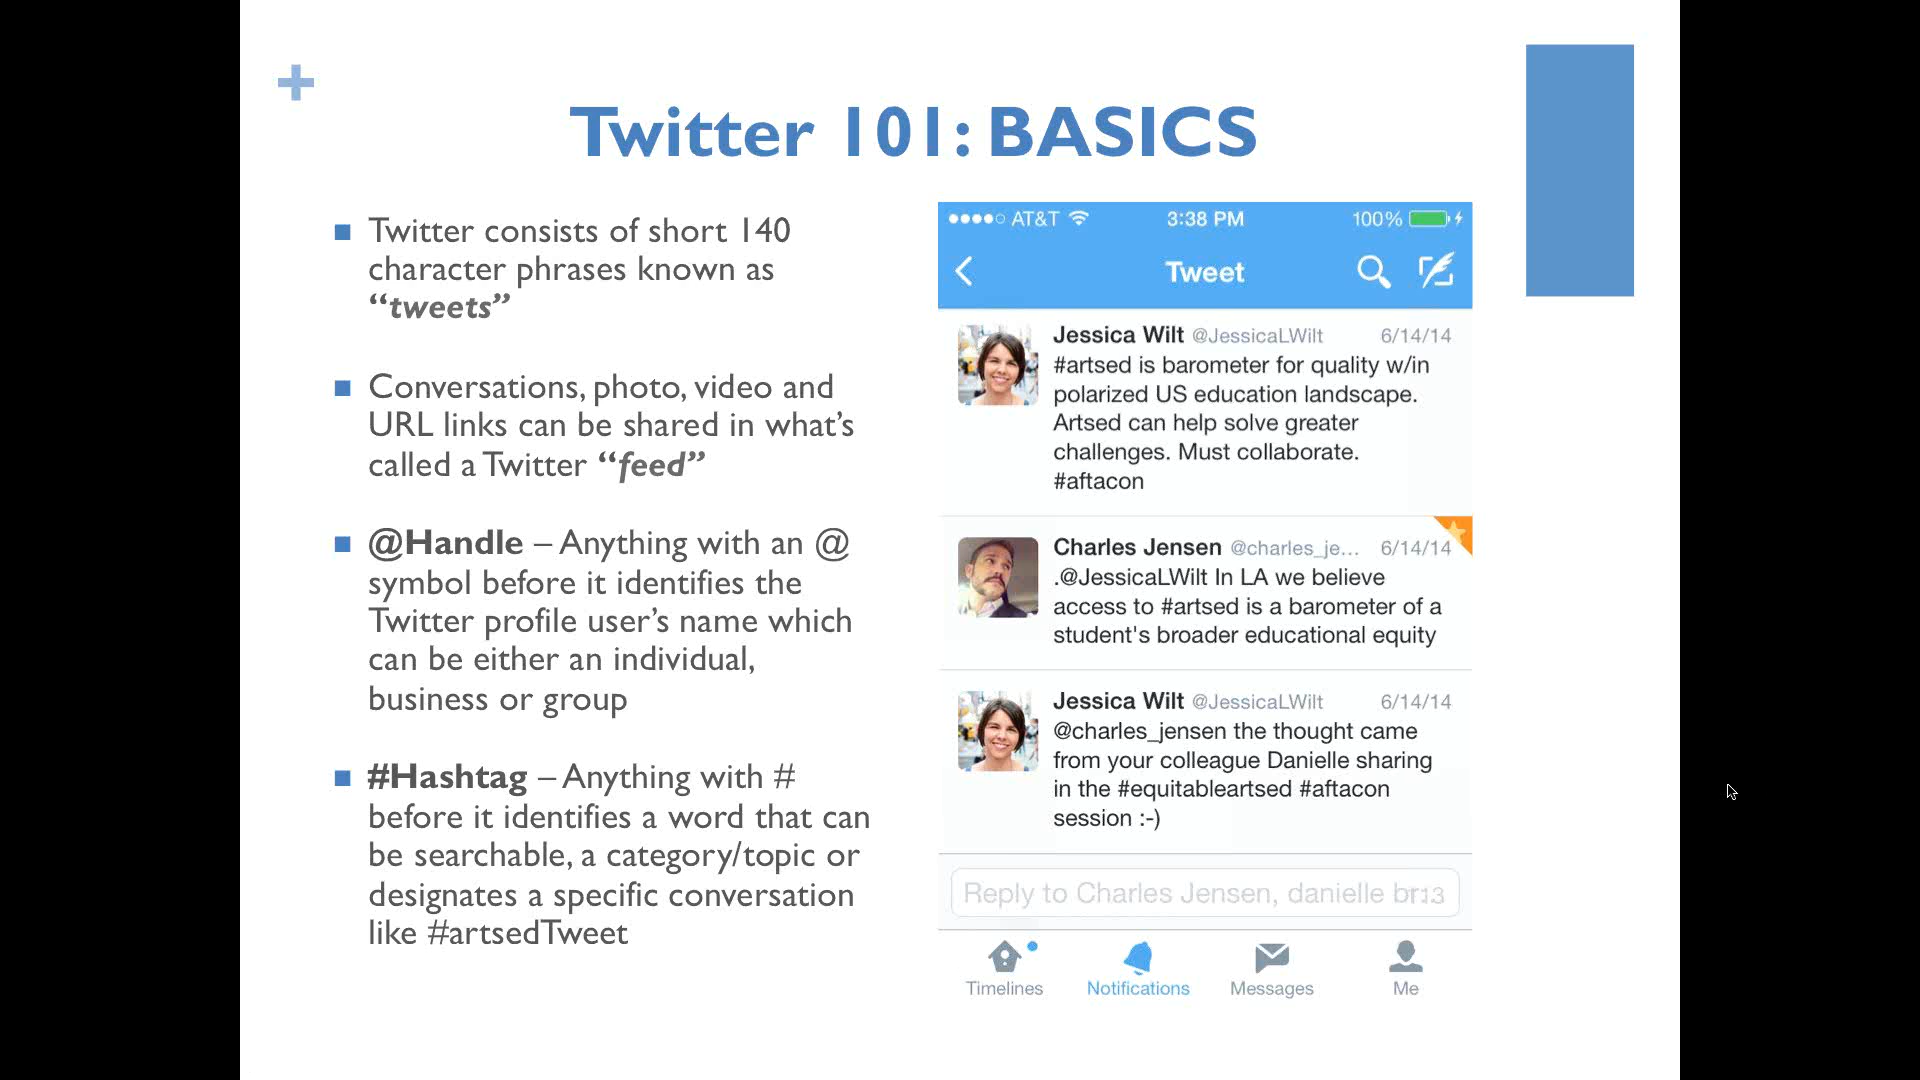 +
Twitter 101: BASICS
■ Twitter consists of short 140
character phrases known as
“tweets”
■ Conversations, photo, video and
URL links can be shared in what’s
called a Twitter “feed”
■ @Handle – Anything with an @
symbol before it identifies the
Twitter profile user’s name which
can be either an individual,
business or group
■ #Hashtag – Anything with #
before it identifies a word that can
be searchable, a category/topic or
designates a specific conversation
like #artsedTweet
AT&T 3:38 PM 100%
Tweet
Jessica Wilt @JessicaLWilt 6/14/14
#artsed is barometer for quality w/in
polarized US education landscape.
Artsed can help solve greater
challenges. Must collaborate.
#aftacon
Charles Jensen @charles_je... 6/14/14
.@JessicaLWilt In LA we believe
access to #artsed is a barometer of a
student's broader educational equity
Jessica Wilt @JessicaLWilt 6/14/14
@charles_jensen the thought came
from your colleague Danielle sharing
in the #equitableartsed #aftacon
session :-)
Reply to Charles Jensen, danielle
Timelines Notifications Messages Me